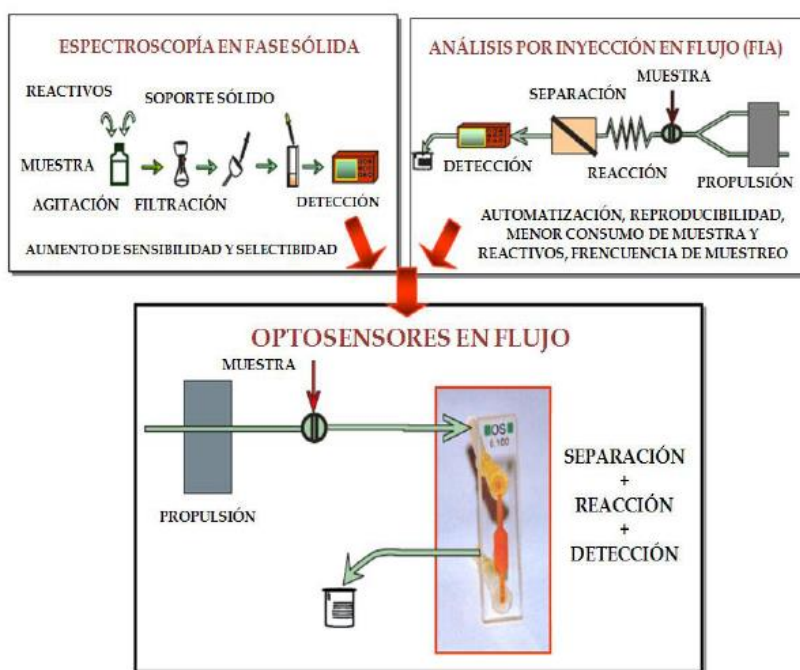 ESPECTROSCOPÍA EN FASE SÓLIDA
REACTIVOS
SOPORTE SÓLIDO
MUESTRA
AGITACIÓN
FILTRACIÓN
DETECCIÓN
AUMENTO DE SENSIBILIDAD Y SELECTIBIDAD
ANÁLISIS POR INYECCIÓN EN FLUJO (FIA)
MUESTRA
SEPARACIÓN
DETECCIÓN
REACCIÓN
PROPULSIÓN
AUTOMATIZACIÓN, REPRODUCIBILIDAD,
MENOR CONSUMO DE MUESTRA Y
REACTIVOS, FRENCUENCIA DE MUESTREO
OPTOSENSORES EN FLUJO
MUESTRA
PROPULSIÓN
OS
SEPARACIÓN
+
REACCIÓN
+
DETECCIÓN